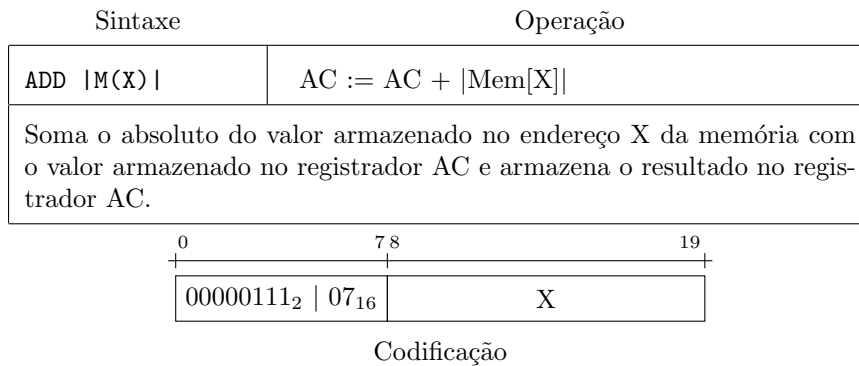 Sintaxe Operação
ADD |M(X)| AC := AC + |Mem[X]|
Soma o absoluto do valor armazenado no endereço X da memória com
o valor armazenado no registrador AC e armazena o resultado no regis-
trador AC.
0 7 8 19
00000111₂ | 07₁₆ X
Codificação